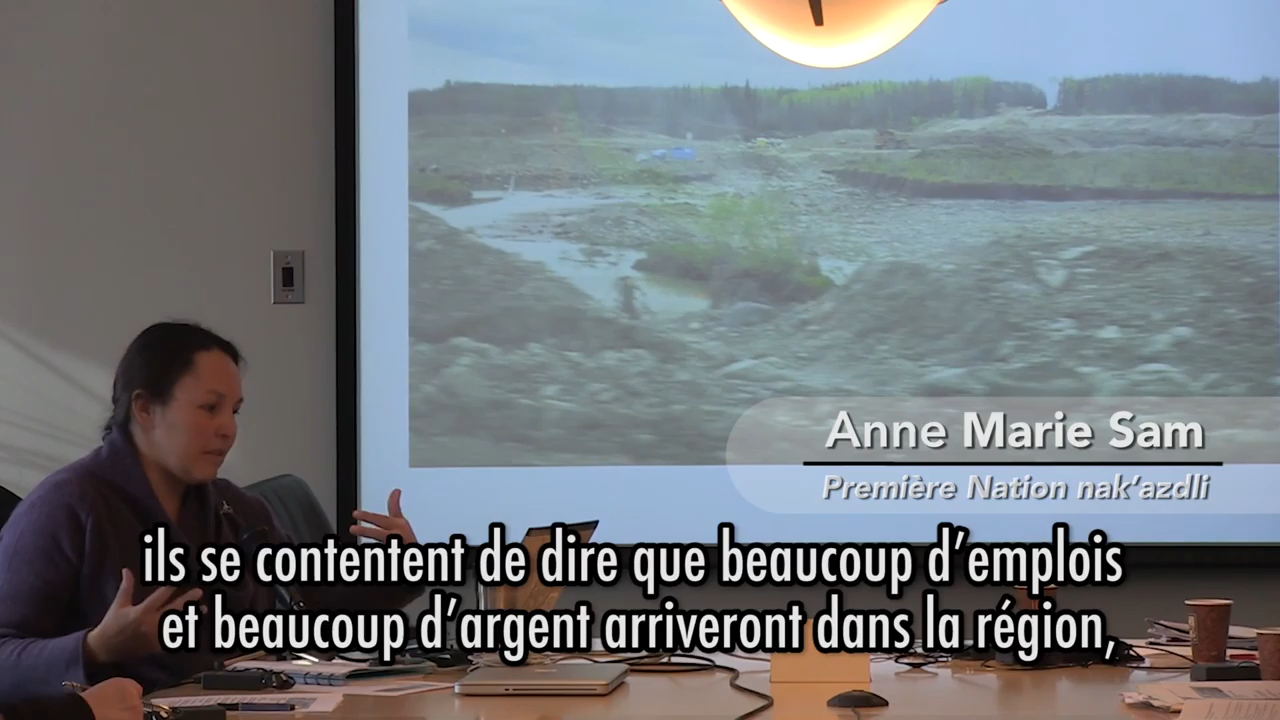 Anne Marie Sam
Première Nation nak'azdli
ils se contentent de dire que beaucoup d'emplois
et beaucoup d'argent arriveront dans la région,